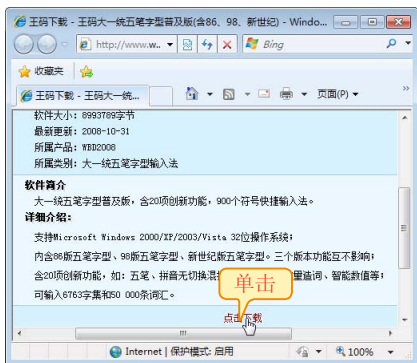 王码下载 - 王码大一统五笔字型普及版(含86、98、新世纪) - Windo...
http://www.w..
Bing
收藏夹
王码下载 - 王码大一统...
页面(P)
软件大小：8993789字节
最新更新：2008-10-31
所属产品：WBD2008
所属类别：大一统五笔字型输入法
软件简介
大一统五笔字型普及版，含20项创新功能，900个符号快捷输入。
详细介绍：
支持Microsoft Windows 2000/XP/2003/Vista 32位操作系统；
内含86版五笔字型、98版五笔字型、新世纪版五笔字型。三个版本功能互不影响；
含20项创新功能，如：五笔、拼音无切换混 量造词、智能数值等；
单击
可输入6763字集和50 000条词汇。
点击下载
Internet | 保护模式: 启用
100%